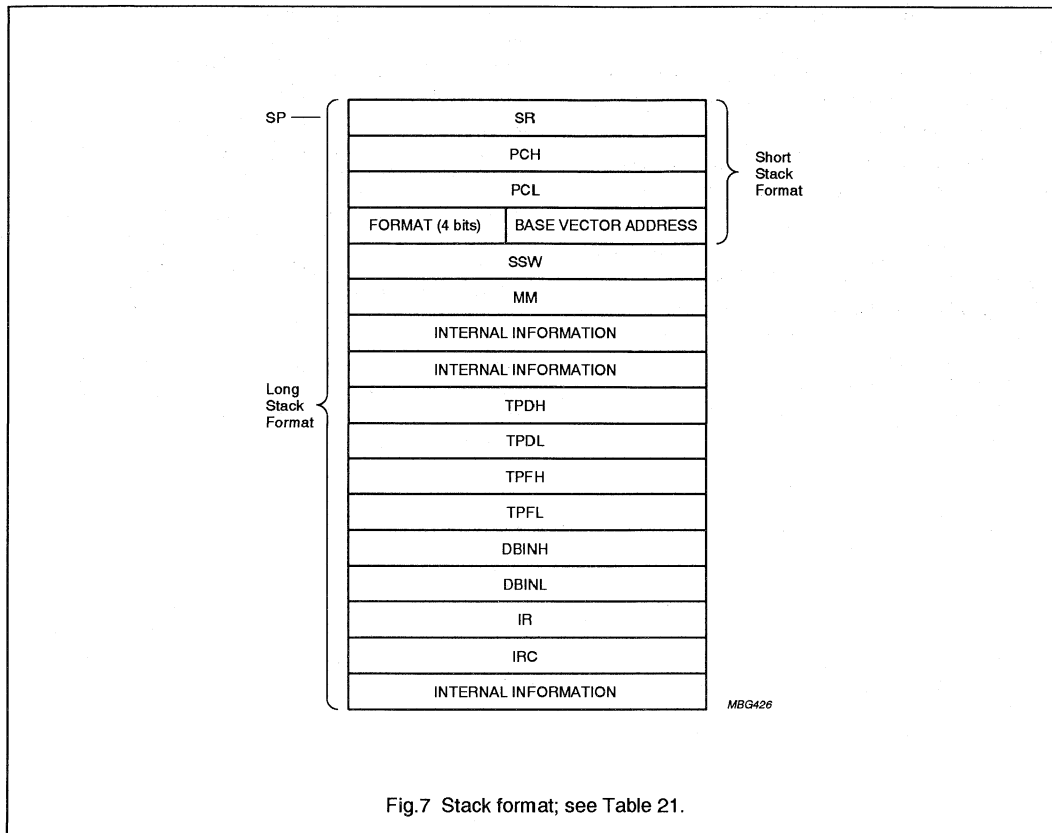 SP
SR
PCH
PCL
FORMAT (4 bits) BASE VECTOR ADDRESS
Short
Stack
Format
SSW
MM
INTERNAL INFORMATION
INTERNAL INFORMATION
Long
Stack
Format
TPDH
TPDL
TPFH
TPFL
DBINH
DBINL
IR
IRC
INTERNAL INFORMATION
MBG426
Fig.7 Stack format; see Table 21.